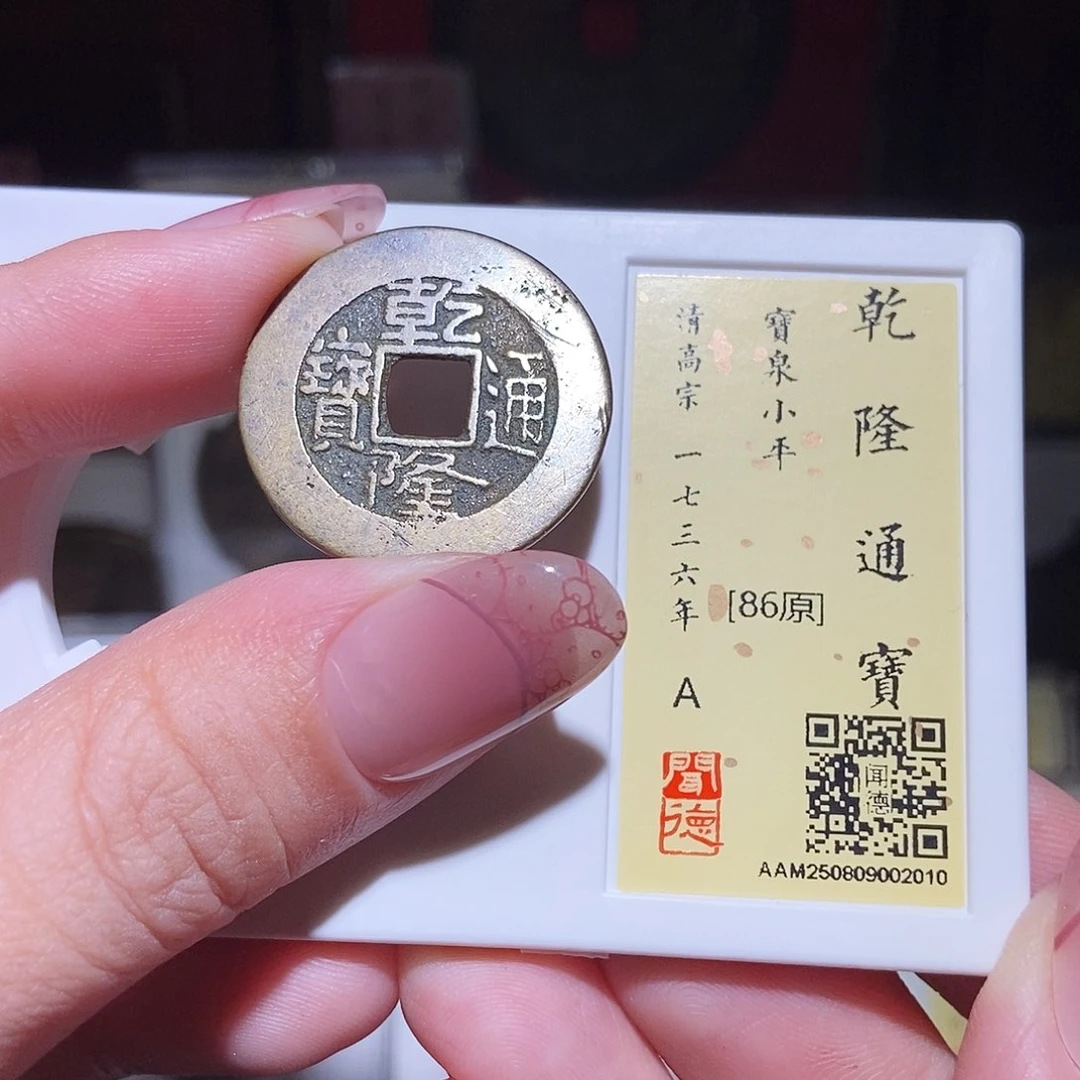 乾隆通寶
乾隆通寶
寶泉小平
[86原]
清高宗 一七三六年
A
聞德
闻德
AAM250809002010